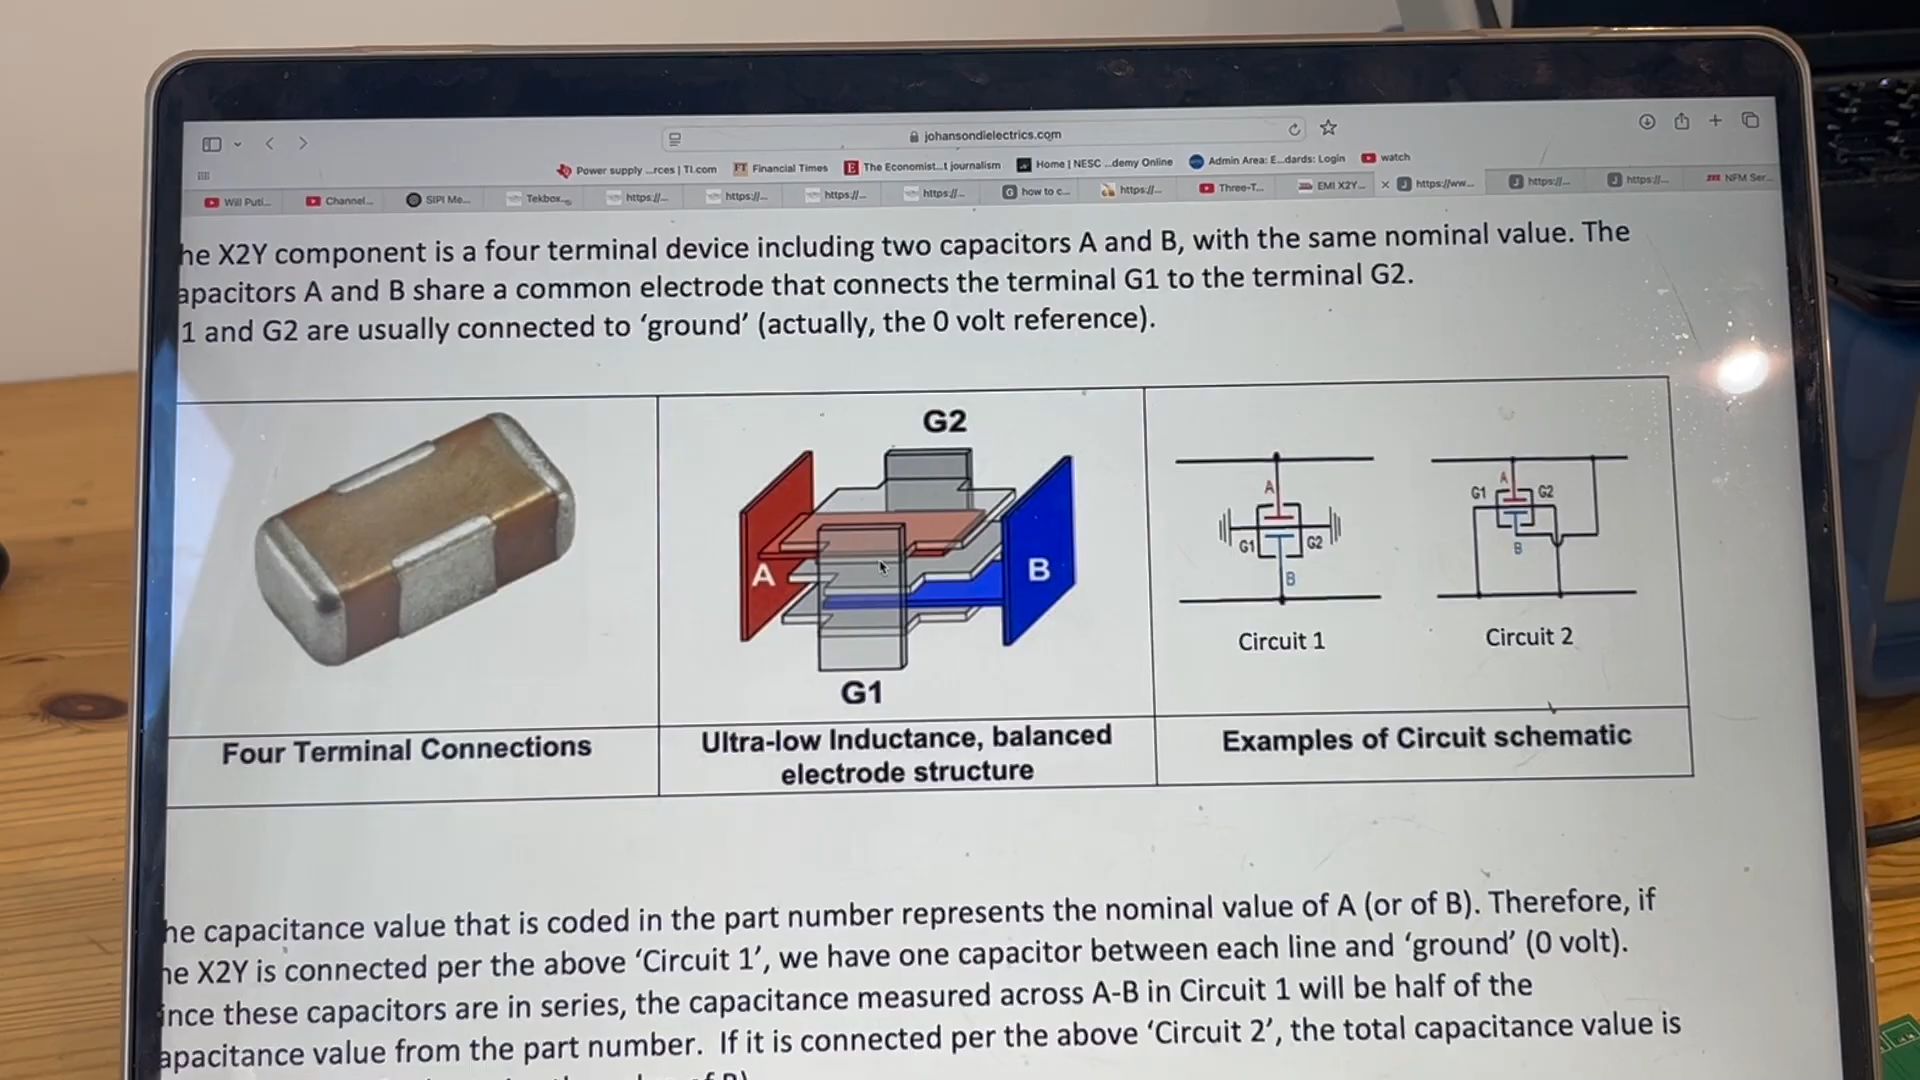 johansondielectrics.com
Power supply ...rces | TI.com
Financial Times
The Economist...t journalism
Home | NESC ...demy Online
Admin Area: E...dards: Login
watch
Will Puti...
Channel...
SIPI Me...
Tekbox...
https://...
https://...
https://...
https://...
how to c...
https://...
Three-T...
EMI X2Y...
https://ww...
https://...
https://...
NFM Ser...
he X2Y component is a four terminal device including two capacitors A and B, with the same nominal value. The
apacitors A and B share a common electrode that connects the terminal G1 to the terminal G2.
1 and G2 are usually connected to ‘ground’ (actually, the 0 volt reference).
G2
A
B
G1
A
G1
G2
B
Circuit 1
A
G1
G2
B
Circuit 2
Four Terminal Connections
Ultra-low Inductance, balanced
electrode structure
Examples of Circuit schematic
he capacitance value that is coded in the part number represents the nominal value of A (or of B). Therefore, if
he X2Y is connected per the above ‘Circuit 1’, we have one capacitor between each line and ‘ground’ (0 volt).
ince these capacitors are in series, the capacitance measured across A-B in Circuit 1 will be half of the
apacitance value from the part number. If it is connected per the above ‘Circuit 2’, the total capacitance value is